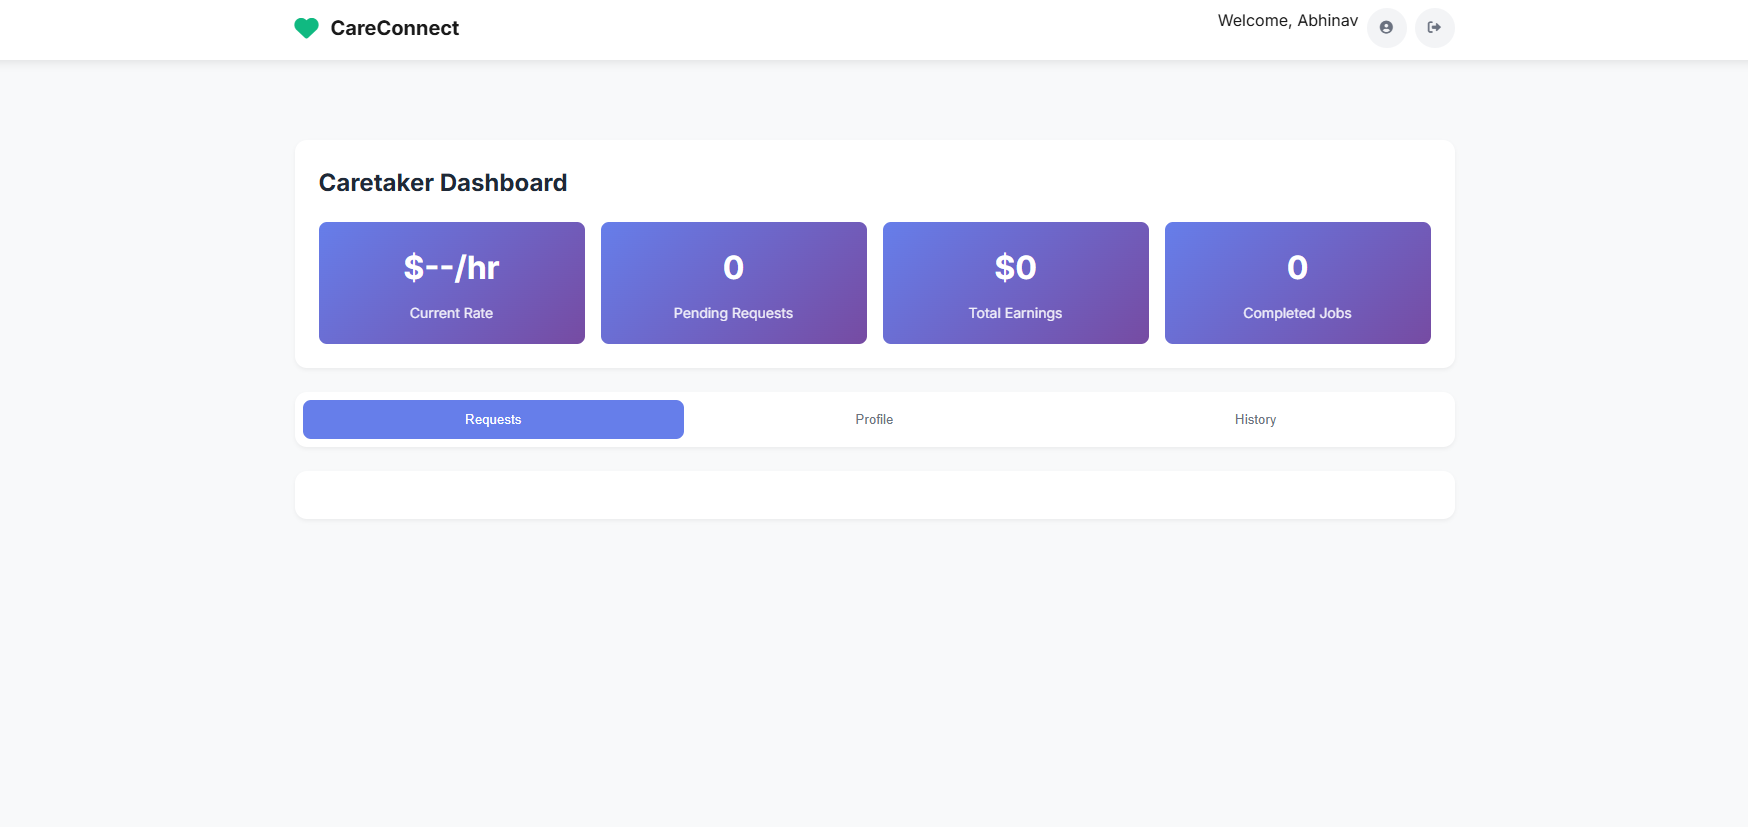 CareConnect
Welcome, Abhinav
Caretaker Dashboard
$--/hr
Current Rate
0
Pending Requests
$0
Total Earnings
0
Completed Jobs
Requests
Profile
History